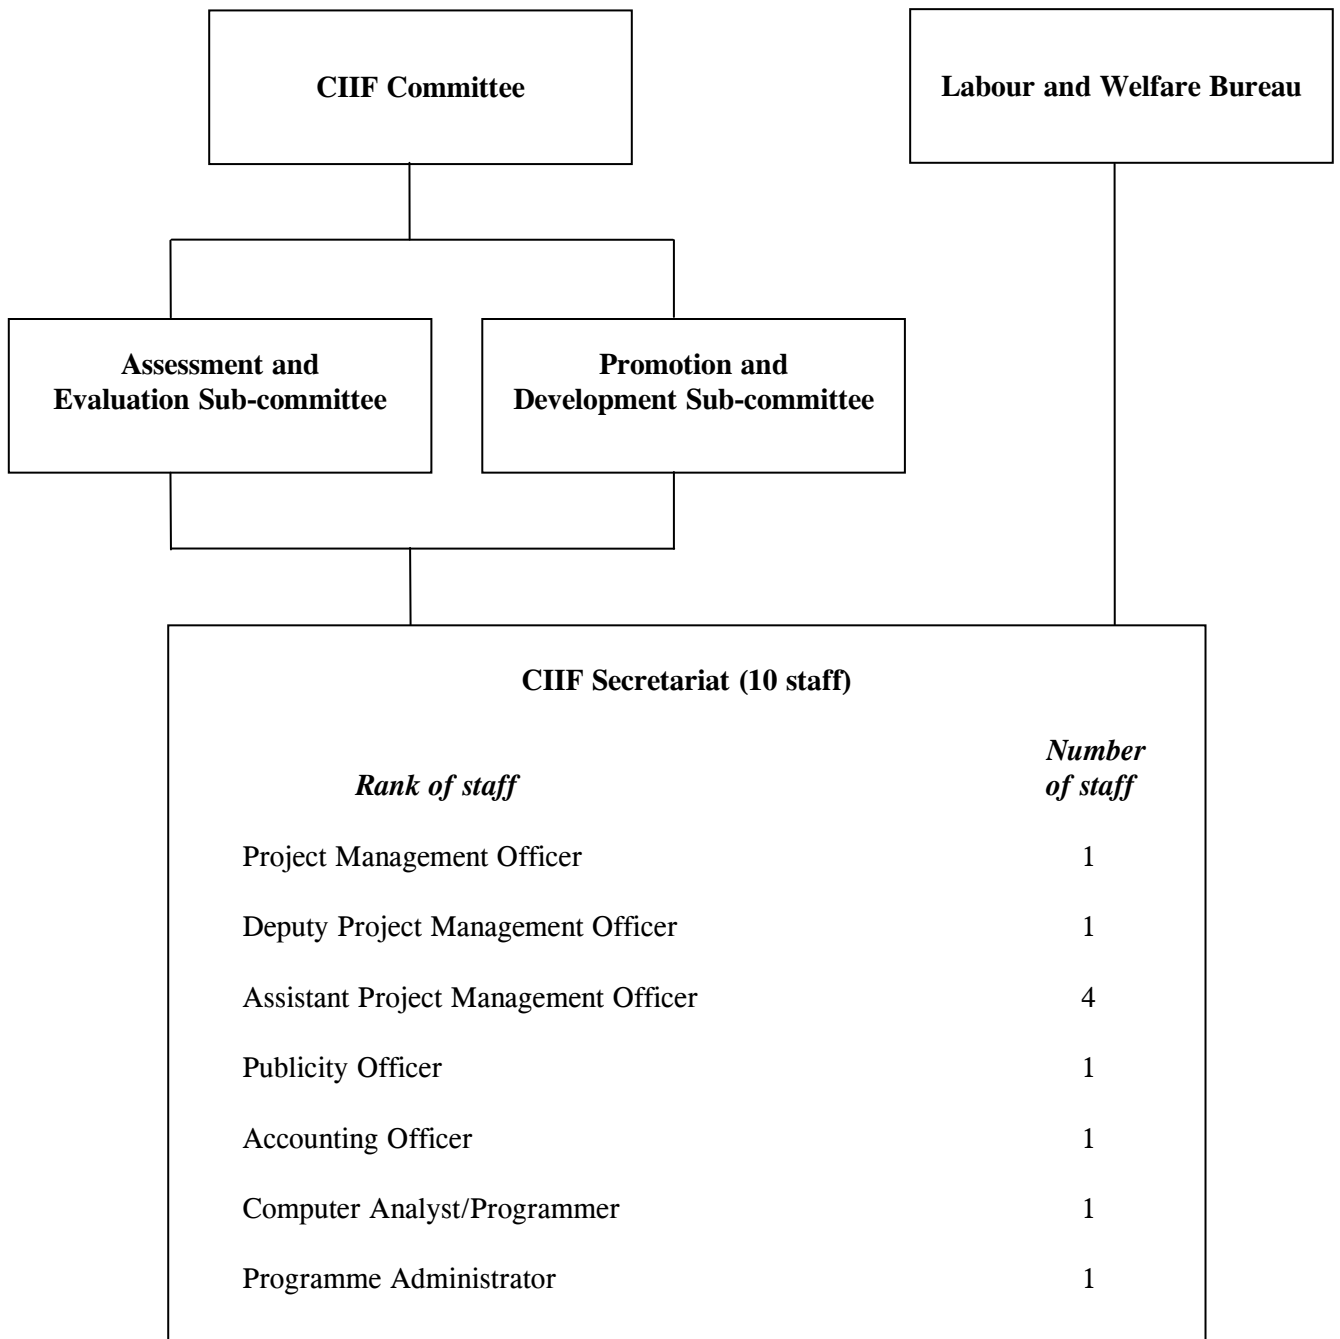 CIIF Committee
Labour and Welfare Bureau
Assessment and
Evaluation Sub-committee
Promotion and
Development Sub-committee
CIIF Secretariat (10 staff)
Rank of staff
Number
of staff
Project Management Officer 1
Deputy Project Management Officer 1
Assistant Project Management Officer 4
Publicity Officer 1
Accounting Officer 1
Computer Analyst/Programmer 1
Programme Administrator 1